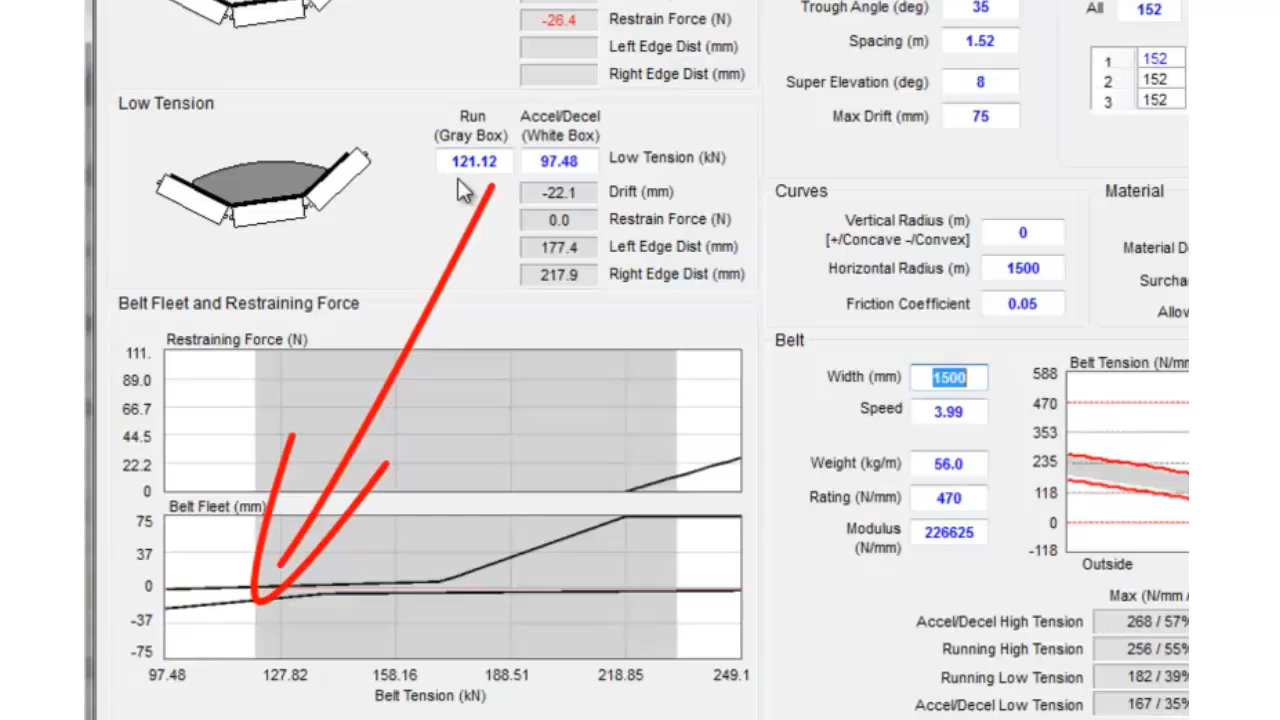 -26.4 Restrain Force (N)
Left Edge Dist (mm)
Right Edge Dist (mm)
Low Tension
Run Accel/Decel
(Gray Box) (White Box)
121.12 97.48 Low Tension (kN)
-22.1 Drift (mm)
0.0 Restrain Force (N)
177.4 Left Edge Dist (mm)
217.9 Right Edge Dist (mm)
Belt Fleet and Restraining Force
Restraining Force (N)
111.
89.0
66.7
44.5
22.2
0
Belt Fleet (mm)
75
37
0
-37
-75
97.48 127.82 158.16 188.51 218.85 249.1
Belt Tension (kN)
Trough Angle (deg) 35
Spacing (m) 1.52
Super Elevation (deg) 8
Max Drift (mm) 75
All 152
1 152
2 152
3 152
Curves
Vertical Radius (m) 0
[+/Concave -/Convex]
Horizontal Radius (m) 1500
Friction Coefficient 0.05
Material
Material D
Surcha
Allow
Belt
Width (mm) 1500
Speed 3.99
Weight (kg/m) 56.0
Rating (N/mm) 470
Modulus 226625
(N/mm)
Belt Tension (N/mm
588
470
353
235
118
0
-118
Outside
Max (N/mm /
Accel/Decel High Tension 268 / 57%
Running High Tension 256 / 55%
Running Low Tension 182 / 39%
Accel/Decel Low Tension 167 / 35%